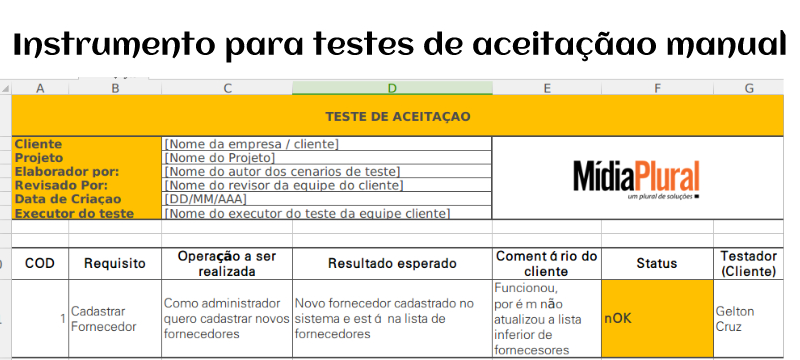 Instrumento para testes de aceitaçãao manual
A B C D E F G
TESTE DE ACEITAÇAO
Cliente [Nome da empresa / cliente]
Projeto [Nome do Projeto]
Elaborador por: [Nome do autor dos cenarios de teste]
Revisado Por: [Nome do revisor da equipe do cliente]
Data de Criaçao [DD/MM/AAA]
Executor do teste [Nome do executor do teste da equipe cliente]
MídiaPlural
um plural de soluções
COD
Requisito
Operação a ser
realizada
Resultado esperado
Coment á rio do
cliente
Status
Testador
(Cliente)
1
Cadastrar
Fornecedor
Como administrador
quero cadastrar novos
fornecedores
Novo fornecedor cadastrado no
sistema e est á na lista de
fornecedores
Funcionou,
por é m não
atualizou a lista
inferior de
fornecesores
nOK
Gelton
Cruz